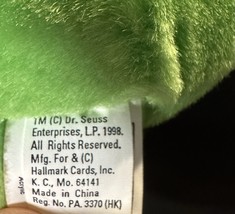 TM (C) Dr. Seuss
Enterprises, L.P. 1998.
All Rights Reserved.
Mfg. For & (C)
Hallmark Cards, Inc.
K. C., Mo. 64141
Made in China
Reg. No. PA. 3370 (HK)